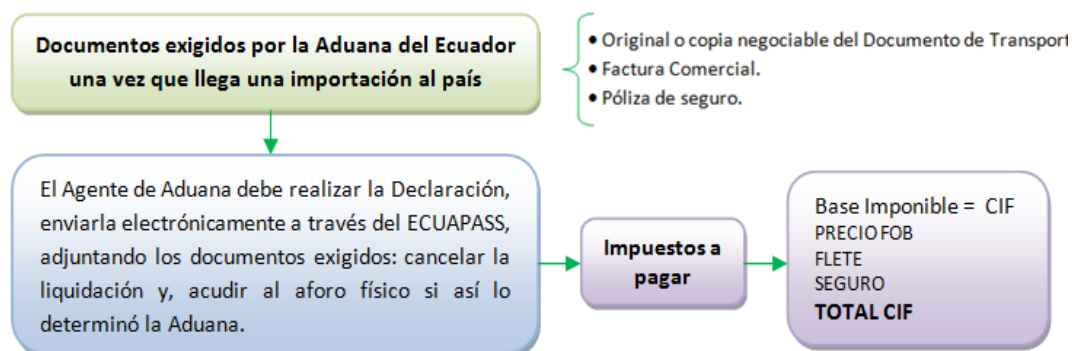 Documentos exigidos por la Aduana del Ecuador
una vez que llega una importación al país
• Original o copia negociable del Documento de Transport
• Factura Comercial.
• Póliza de seguro.
El Agente de Aduana debe realizar la Declaración,
enviarla electrónicamente a través del ECUAPASS,
adjuntando los documentos exigidos: cancelar la
liquidación y, acudir al aforo físico si así lo
determinó la Aduana.
Impuestos a
pagar
Base Imponible = CIF
PRECIO FOB
FLETE
SEGURO
TOTAL CIF